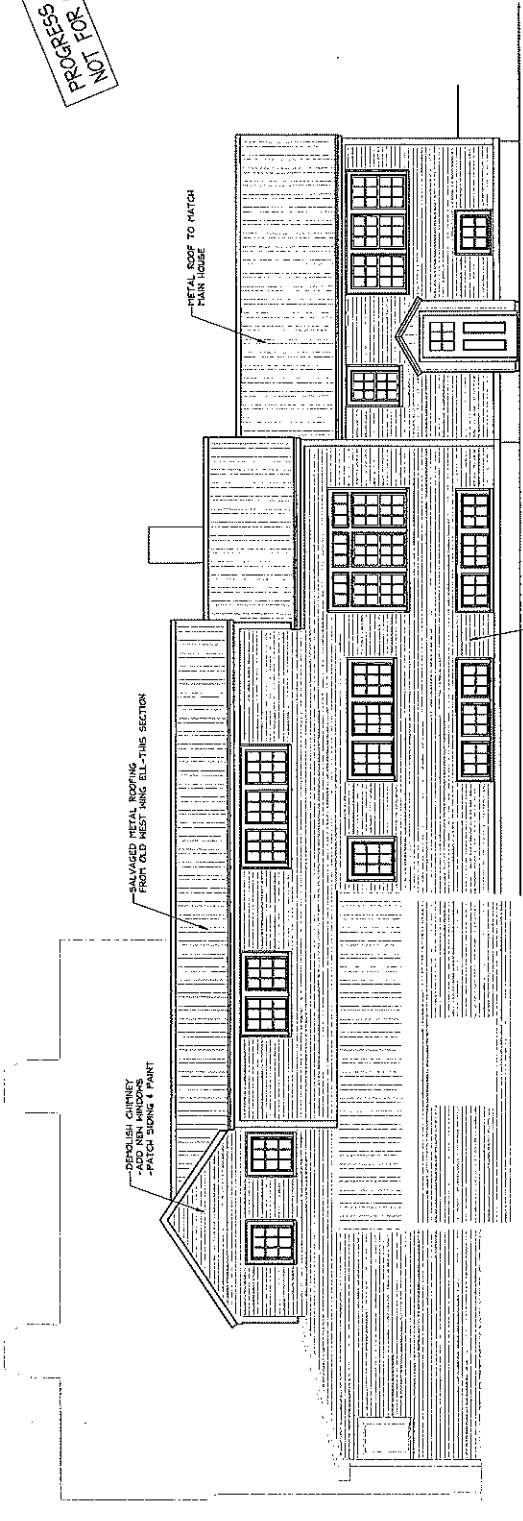 PROGRESS
NOT FOR
METAL ROOF TO MATCH
MAIN HOUSE
SALVAGED METAL ROOFING
FROM OLD WEST WING ELL-THIS SECTION
-DEMOLISH CHIMNEY
-ADD NEW WINDOWS
-PATCH SIDING & PAINT